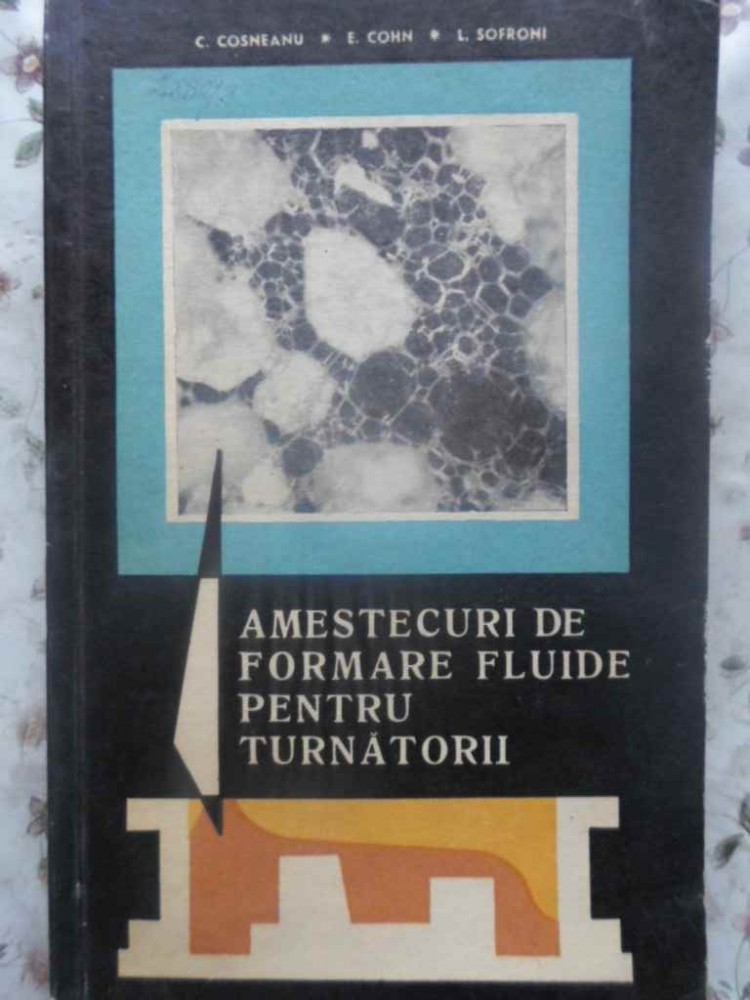 C. COSNEANU * E. COHN * L. SOFRONI
AMESTECURI DE
FORMARE FLUIDE
PENTRU
TURNĂTORII